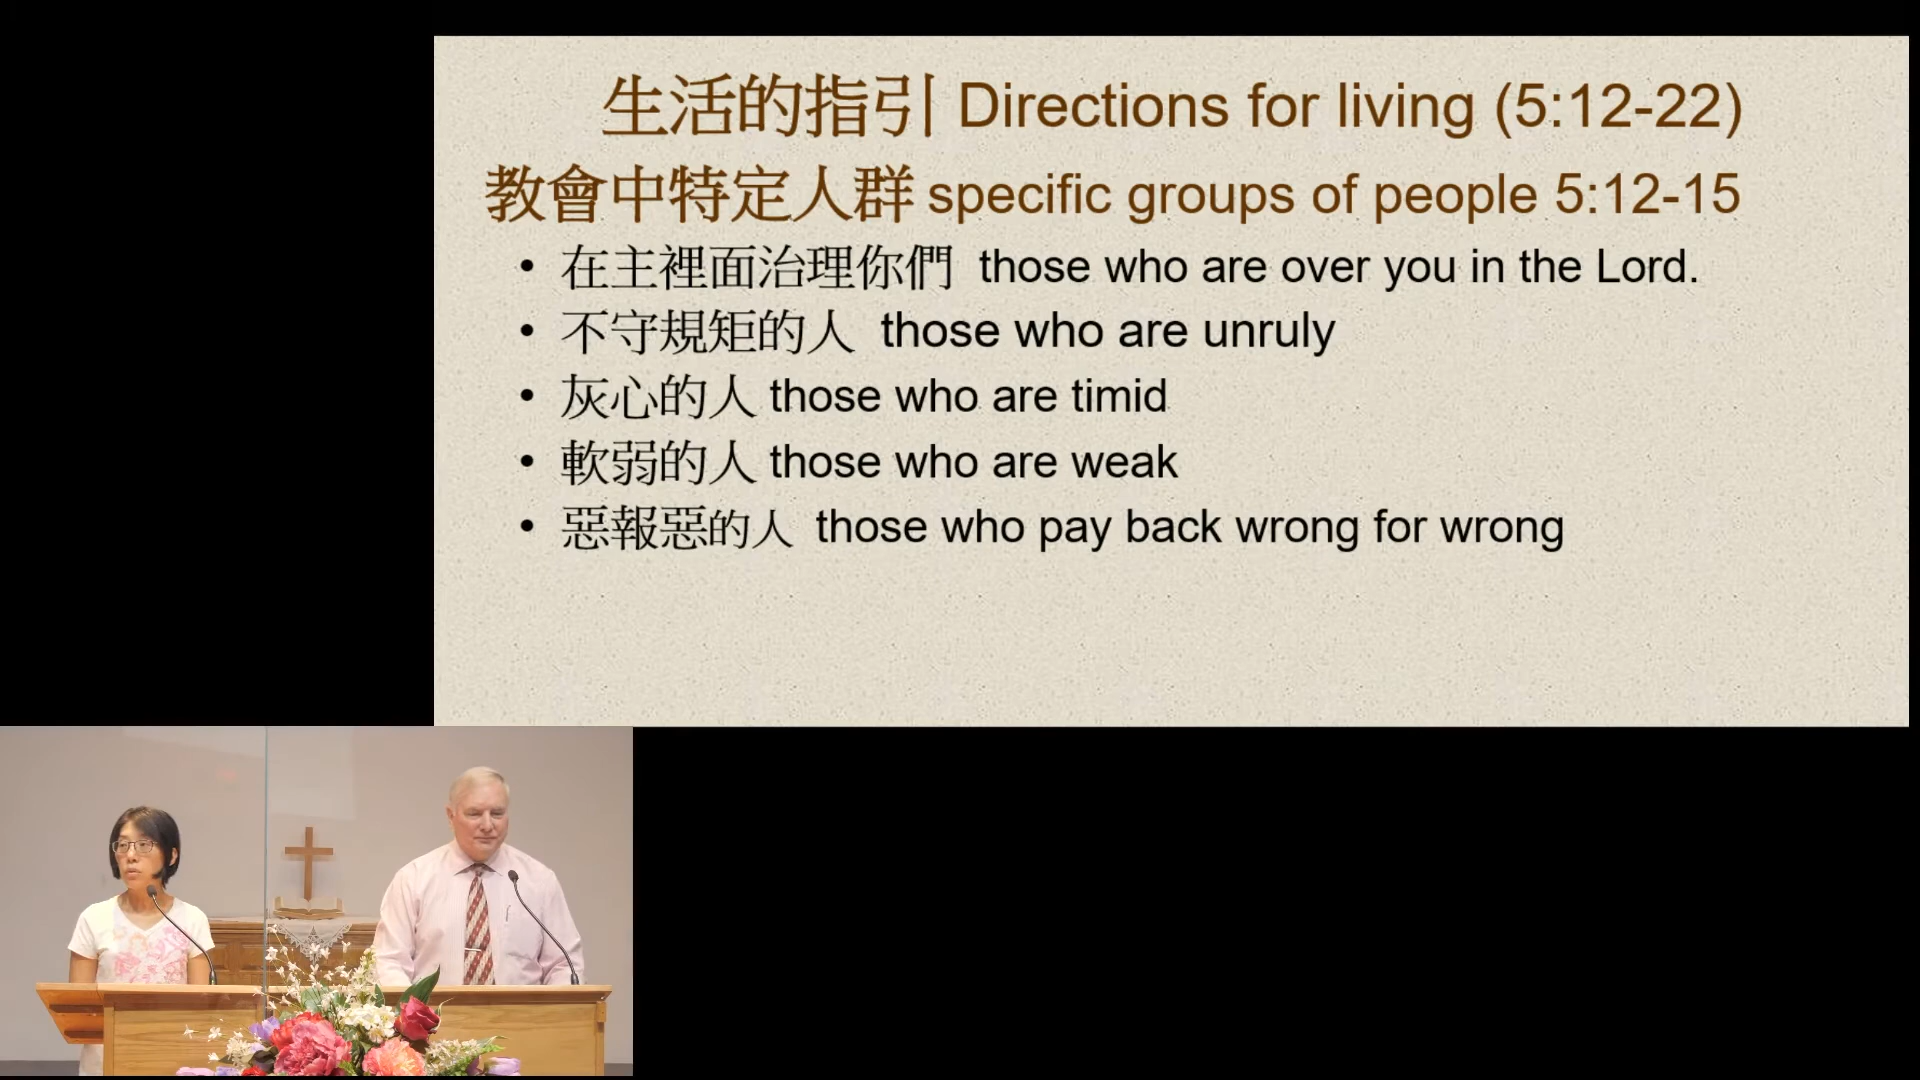 生活的指引 Directions for living (5:12-22)
教會中特定人群 specific groups of people 5:12-15
• 在主裡面治理你們 those who are over you in the Lord.
• 不守規矩的人 those who are unruly
• 灰心的人 those who are timid
• 軟弱的人 those who are weak
• 惡報惡的人 those who pay back wrong for wrong